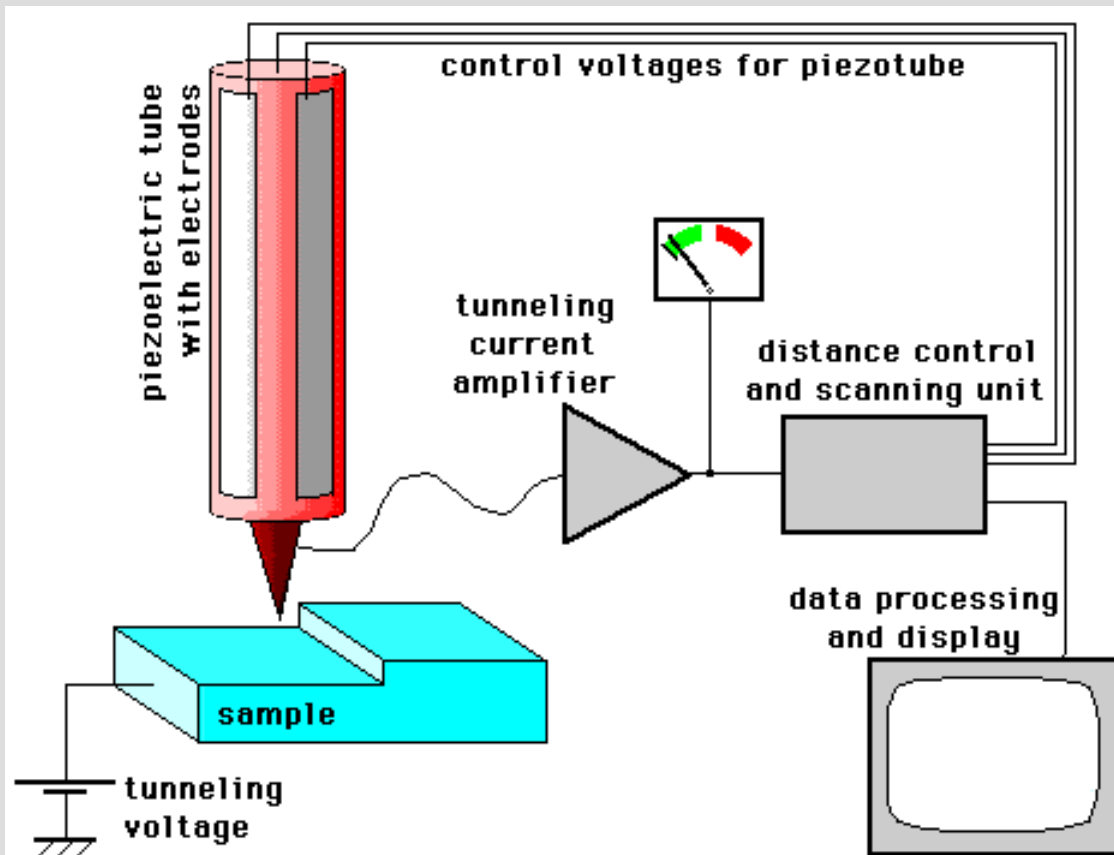 control voltages for piezotube
piezoelectric tube
with electrodes
tunneling
current
amplifier
distance control
and scanning unit
data processing
and display
sample
tunneling
voltage